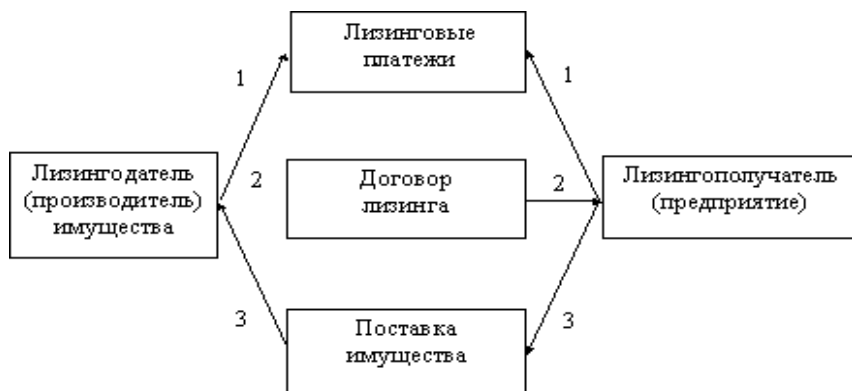 Лизинговые
платежи
1
1
Лизингодатель
(производитель)
имущества
2
Договор
лизинга
2
Лизингополучатель
(предприятие)
3
Поставка
имущества
3